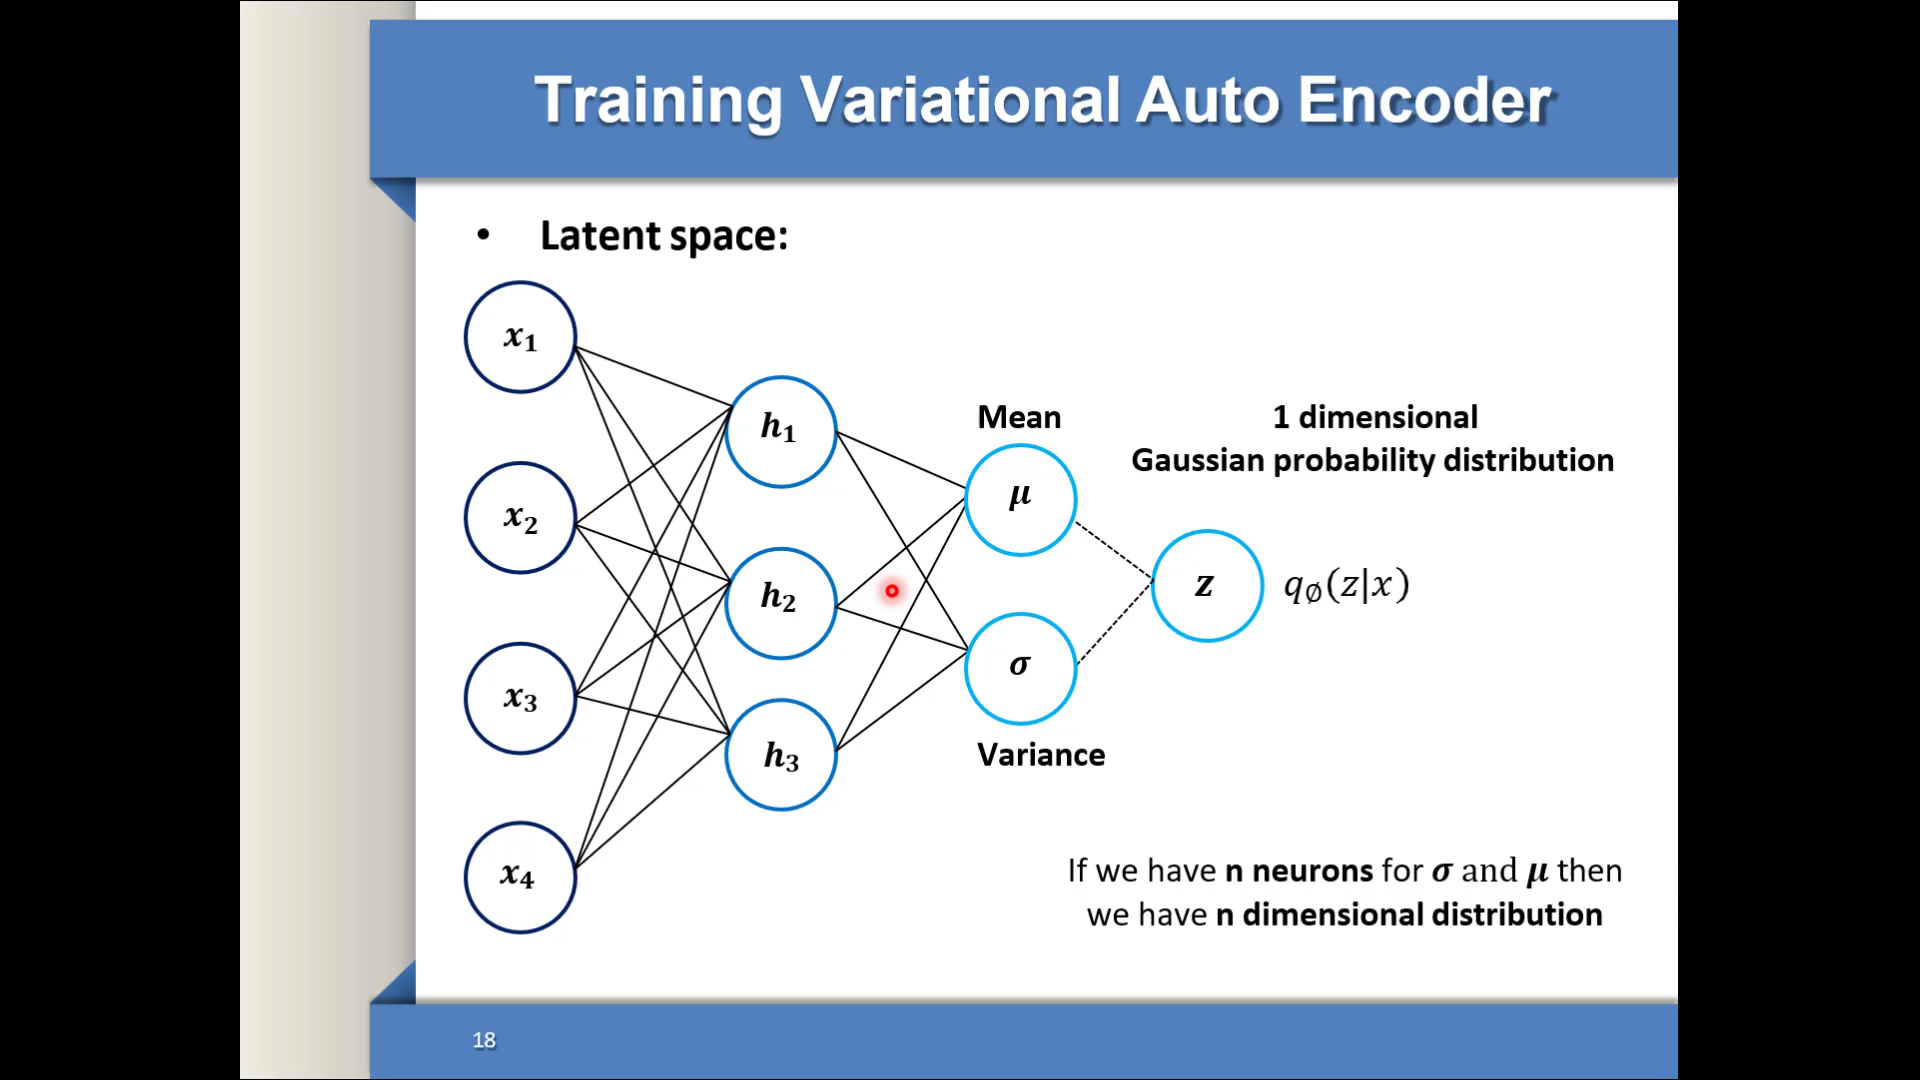 Training Variational Auto Encoder
• Latent space:
x₁
x₂
x₃
x₄
h₁
h₂
h₃
Mean
μ
σ
Variance
1 dimensional
Gaussian probability distribution
z
q∅(z|x)
If we have n neurons for σ and μ then
we have n dimensional distribution
18